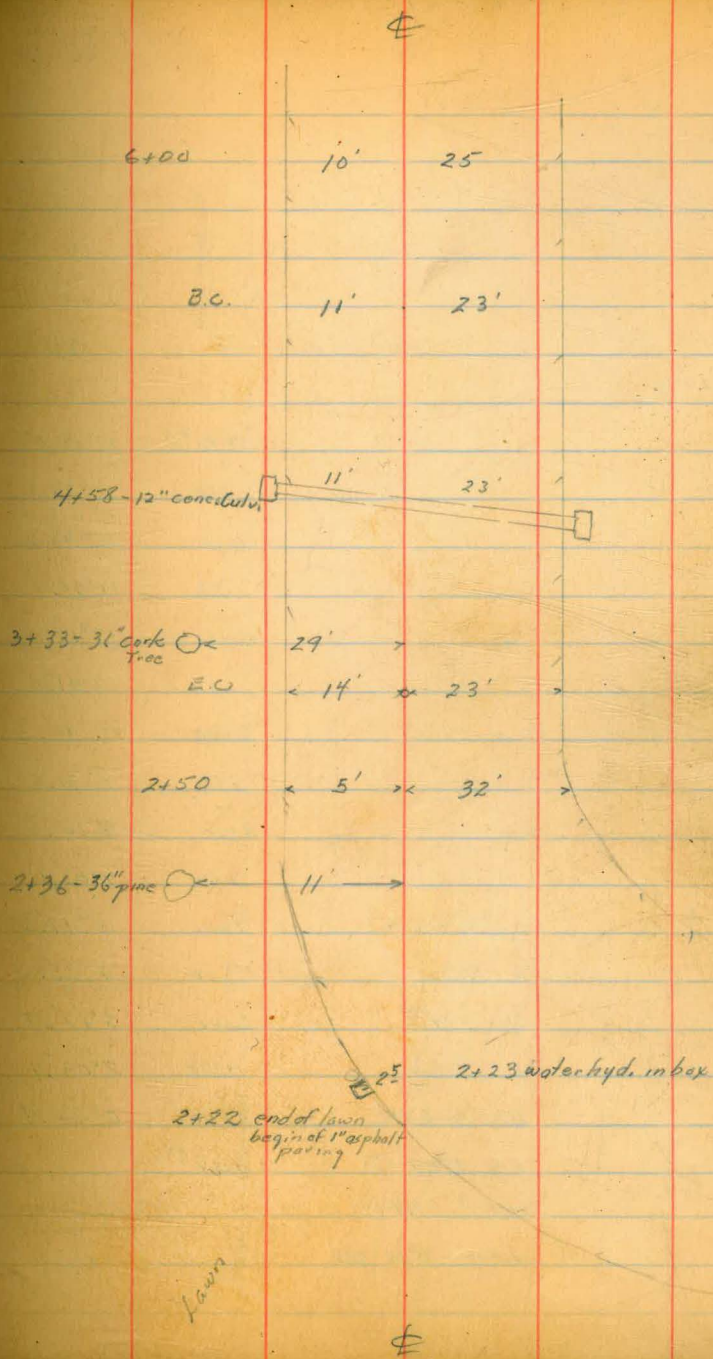 ℄
6+00 10' 25
B.C. 11' 23'
11' 23'
4+58-12" conc. Culv.
3+33- 36" cork 29'
Tree
E.C 14' 23'
2+50 5' 32'
2+36-36" pine 11'
2+23 water hyd. in box
2⁵
2+22 end of lawn
begin of 1" asphalt
paving
Lawn
℄